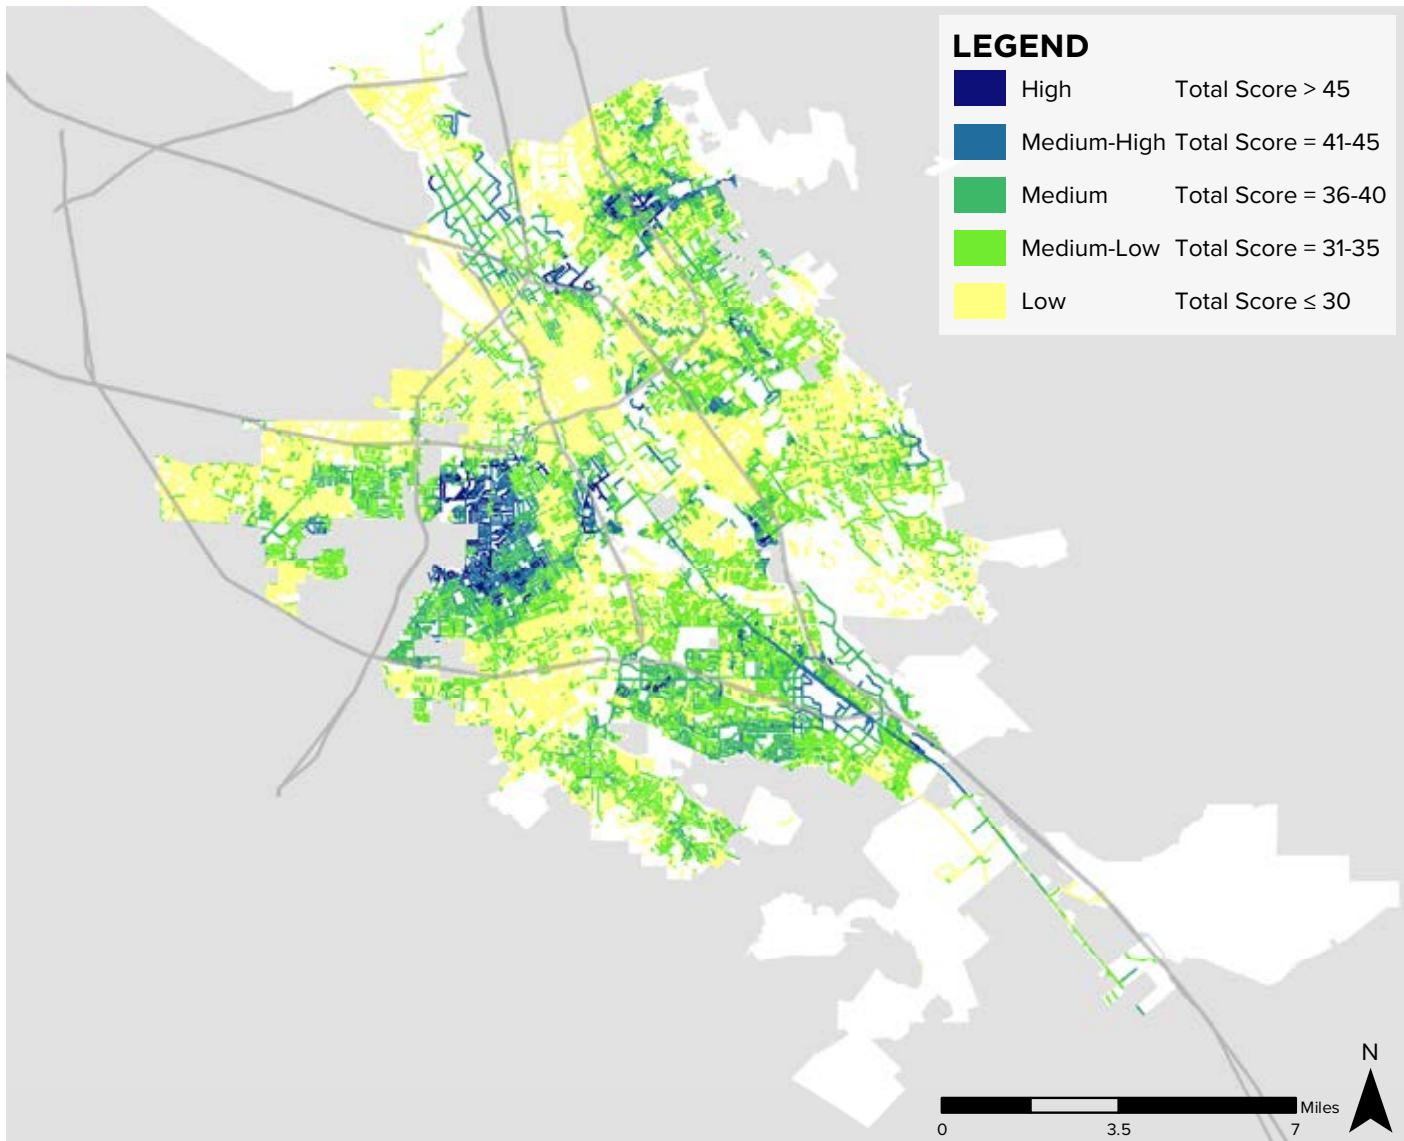 LEGEND
High Total Score > 45
Medium-High Total Score = 41-45
Medium Total Score = 36-40
Medium-Low Total Score = 31-35
Low Total Score ≤ 30
N
Miles
0 3.5 7